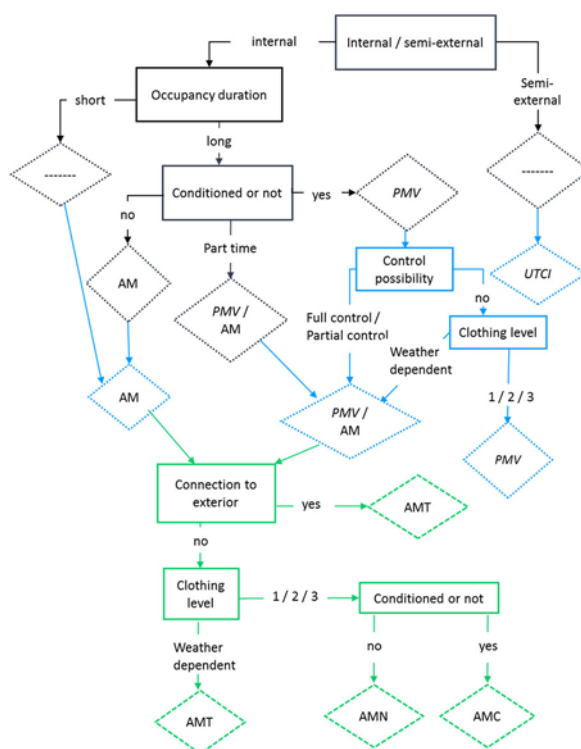 internal
Internal / semi-external
Semi-
external
short
Occupancy duration
long
-------
Conditioned or not
yes
PMV
-------
no
Part time
Control
possibility
UTCI
AM
PMV /
AM
Full control /
Partial control
no
Clothing level
Weather
dependent
AM
PMV /
AM
1 / 2 / 3
PMV
Connection to
exterior
yes
AMT
no
Clothing
level
1 / 2 / 3
Conditioned or not
Weather
dependent
no
yes
AMT
AMN
AMC